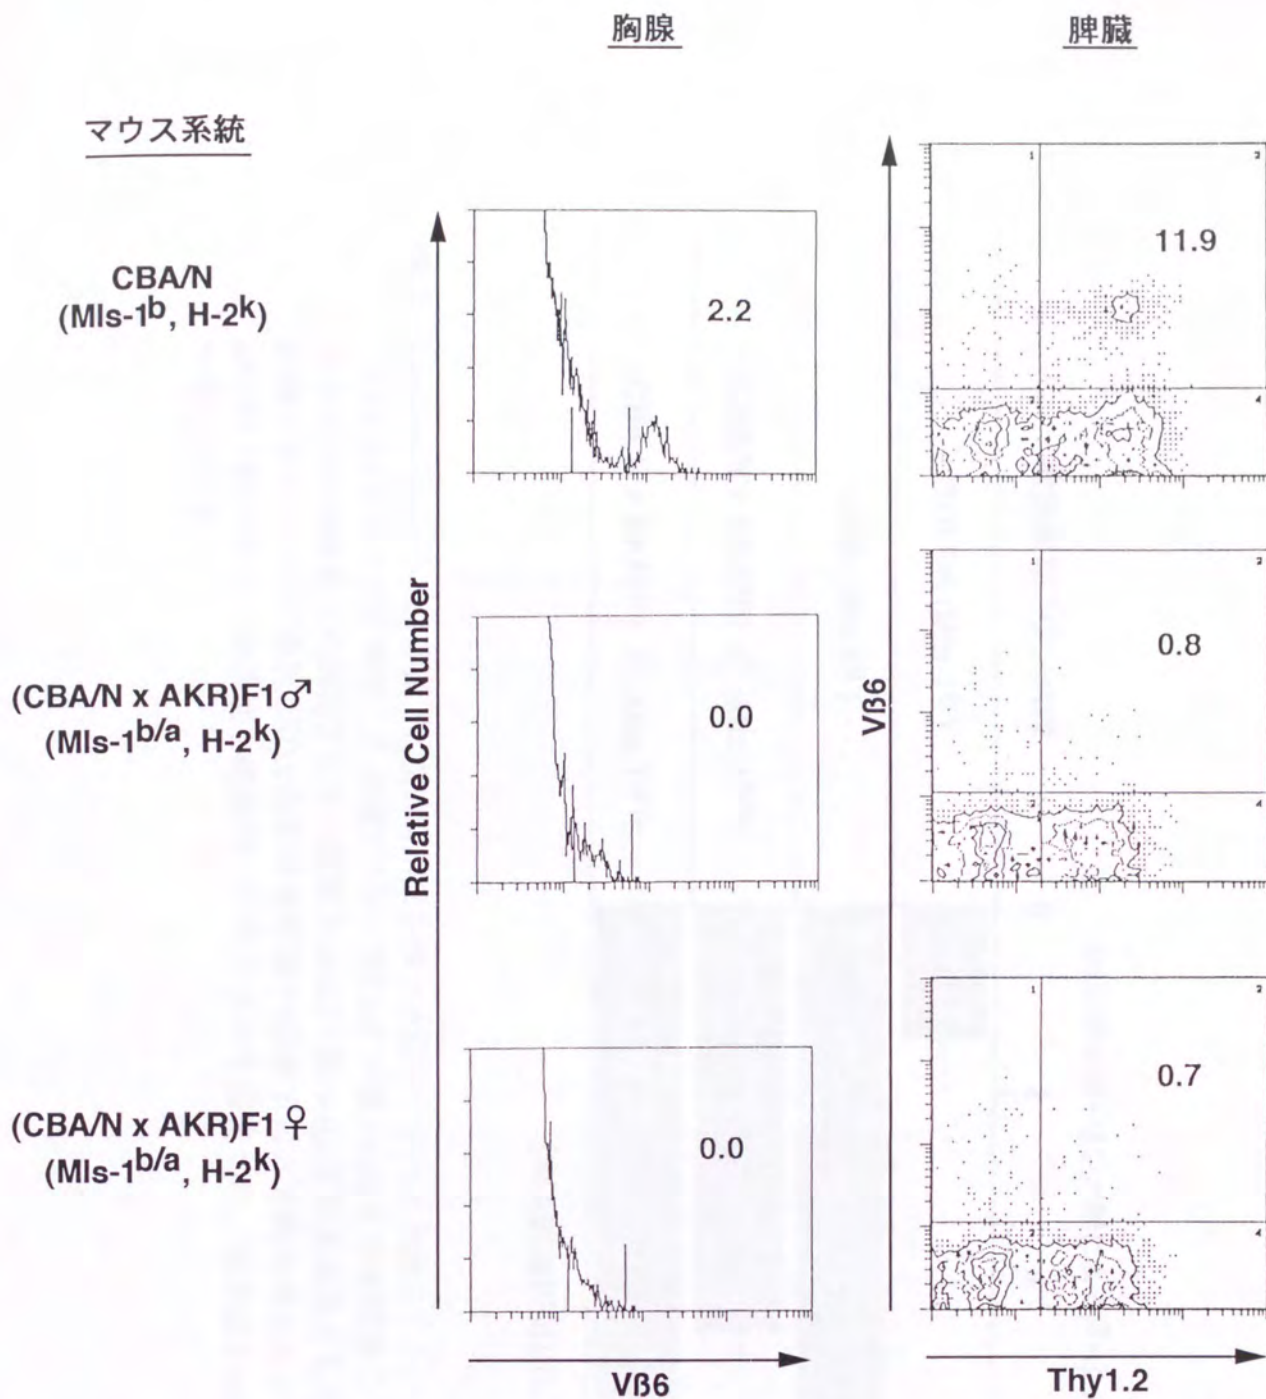 胸腺
脾臓
マウス系統
CBA/N
(Mls-1b, H-2k)
2.2
11.9
(CBA/N x AKR)F1♂
(Mls-1b/a, H-2k)
0.0
0.8
(CBA/N x AKR)F1♀
(Mls-1b/a, H-2k)
0.0
0.7
Relative Cell Number
Vß6
Vß6
Thy1.2